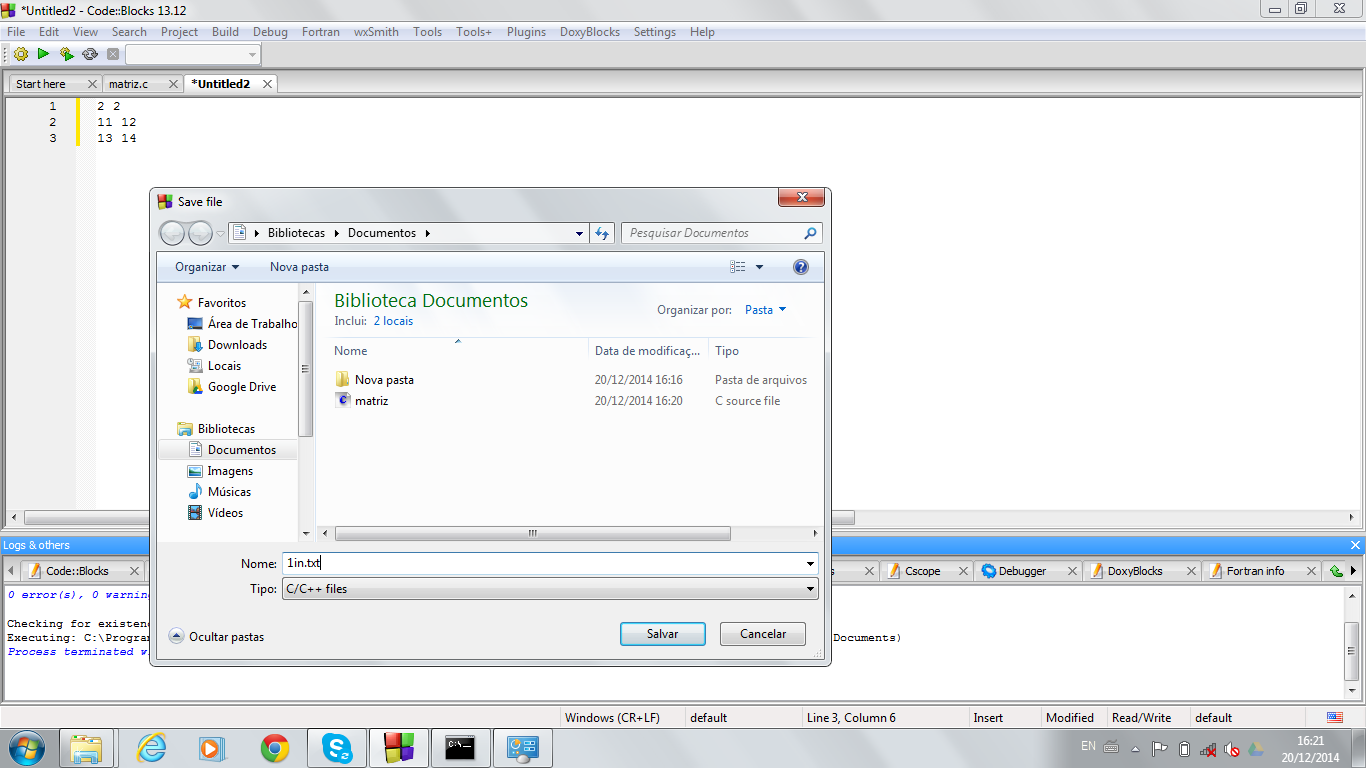 *Untitled2 - Code::Blocks 13.12
File Edit View Search Project Build Debug Fortran wxSmith Tools Tools+ Plugins DoxyBlocks Settings Help
Start here matriz.c *Untitled2
1 2 2
2 11 12
3 13 14
Save file
Bibliotecas Documentos Pesquisar Documentos
Organizar Nova pasta
Favoritos
Área de Trabalho
Downloads
Locais
Google Drive
Bibliotecas
Documentos
Imagens
Músicas
Vídeos
Biblioteca Documentos
Inclui: 2 locais
Organizar por: Pasta
Nome Data de modificaç... Tipo
Nova pasta 20/12/2014 16:16 Pasta de arquivos
matriz 20/12/2014 16:20 C source file
Nome: 1in.txt
Tipo: C/C++ files
Ocultar pastas Salvar Cancelar
Logs & others
Code::Blocks Cscope Debugger DoxyBlocks Fortran info
0 error(s), 0 warnin
Checking for existenc
Executing: C:\Program Documents)
Process terminated w
Windows (CR+LF) default Line 3, Column 6 Insert Modified Read/Write default
EN 16:21
20/12/2014